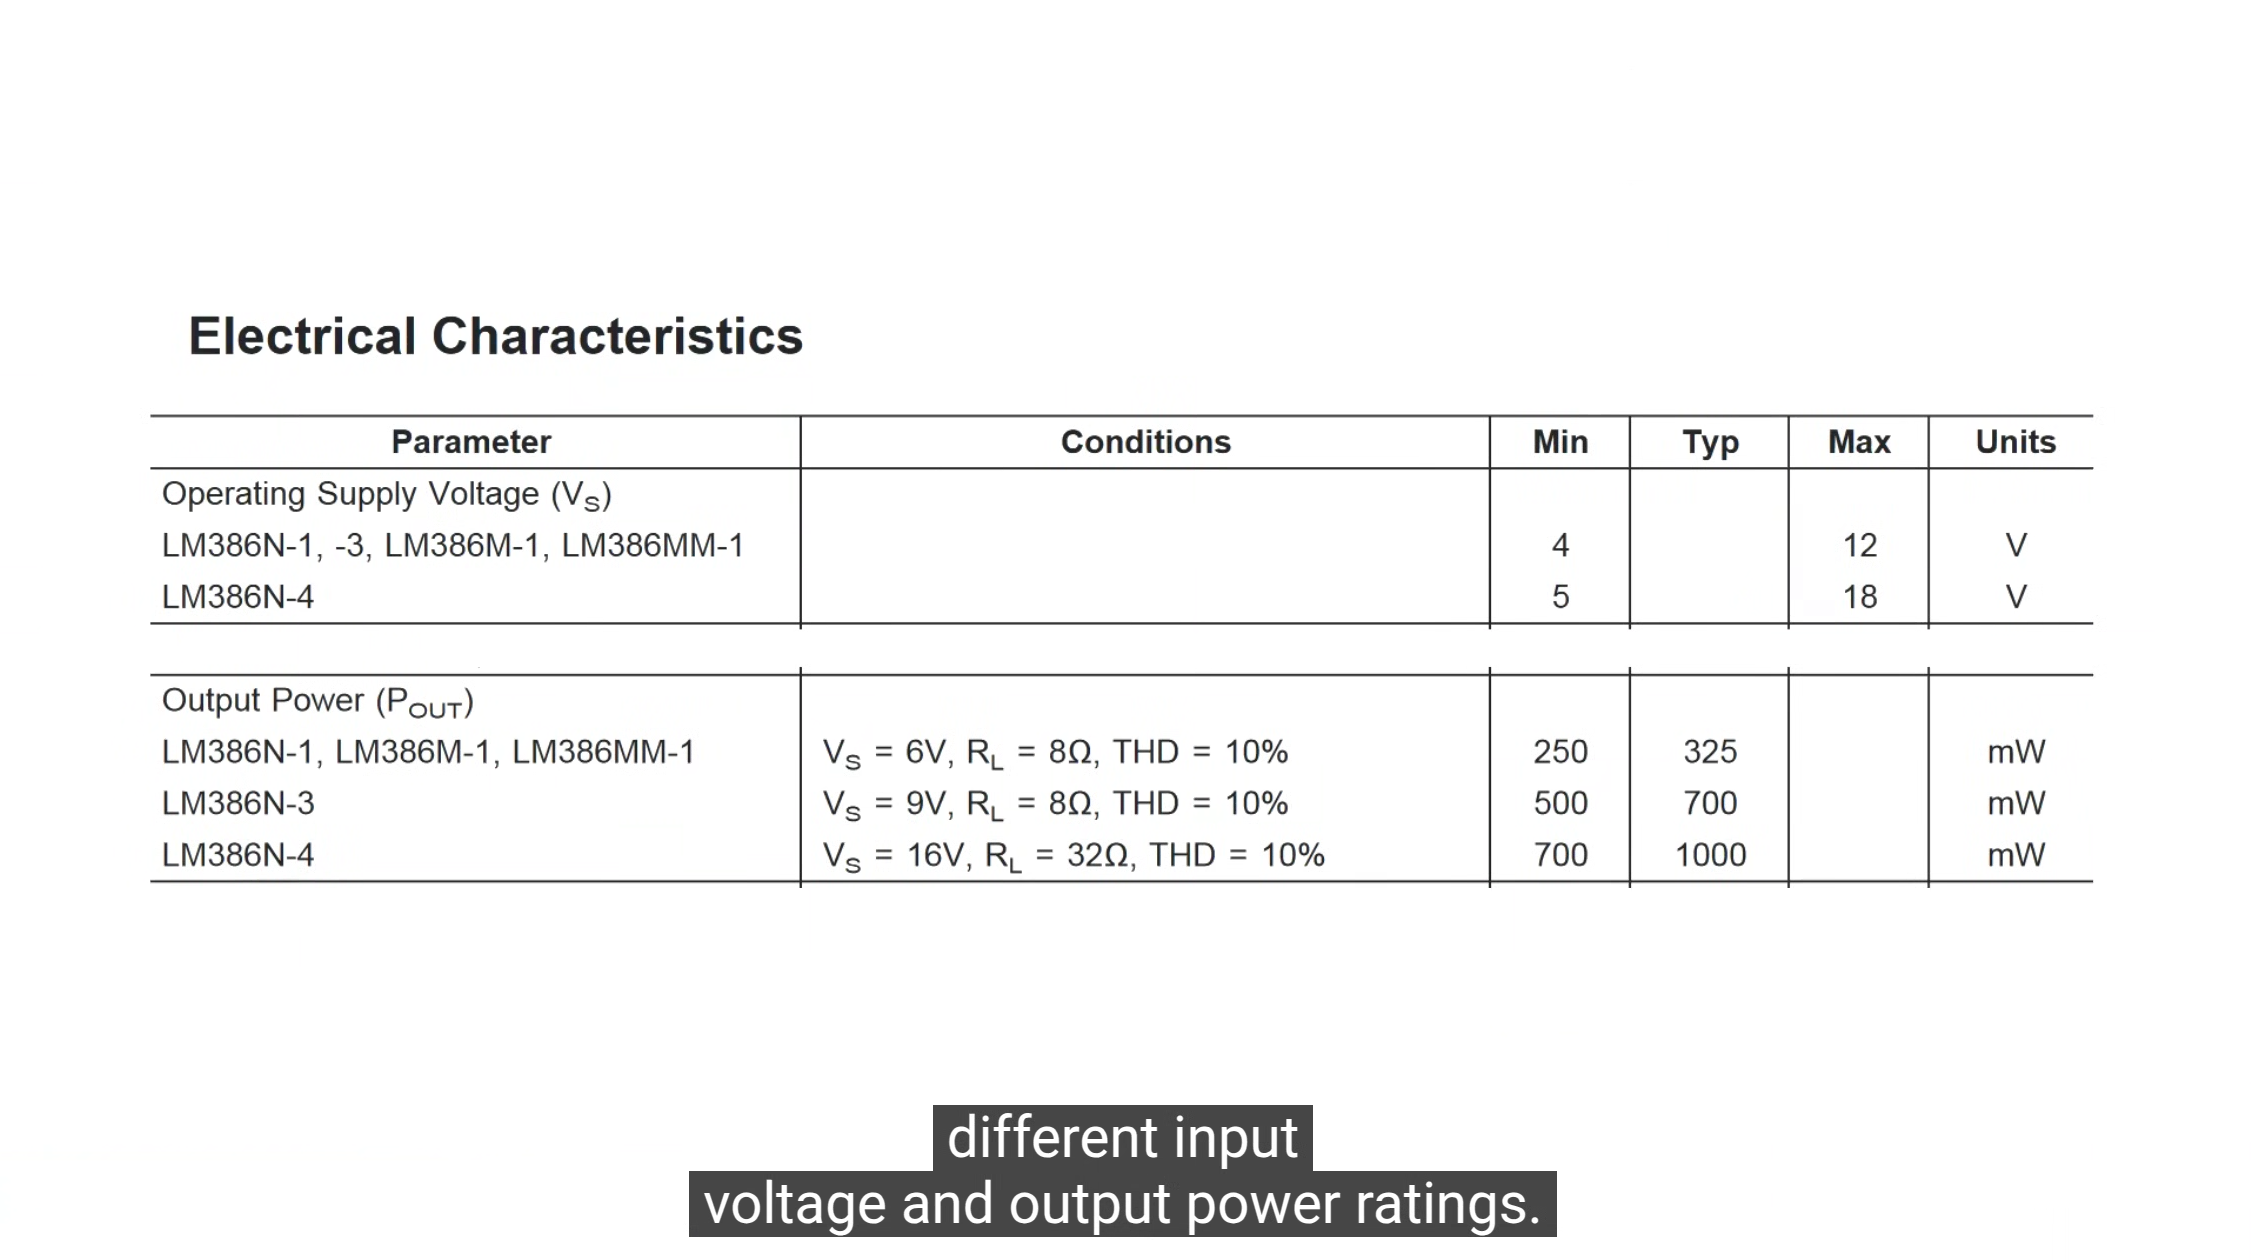 Electrical Characteristics
Parameter Conditions Min Typ Max Units
Operating Supply Voltage (VS)
LM386N-1, -3, LM386M-1, LM386MM-1 4 12 V
LM386N-4 5 18 V
Output Power (POUT)
LM386N-1, LM386M-1, LM386MM-1 VS = 6V, RL = 8Ω, THD = 10% 250 325 mW
LM386N-3 VS = 9V, RL = 8Ω, THD = 10% 500 700 mW
LM386N-4 VS = 16V, RL = 32Ω, THD = 10% 700 1000 mW
different input
voltage and output power ratings.